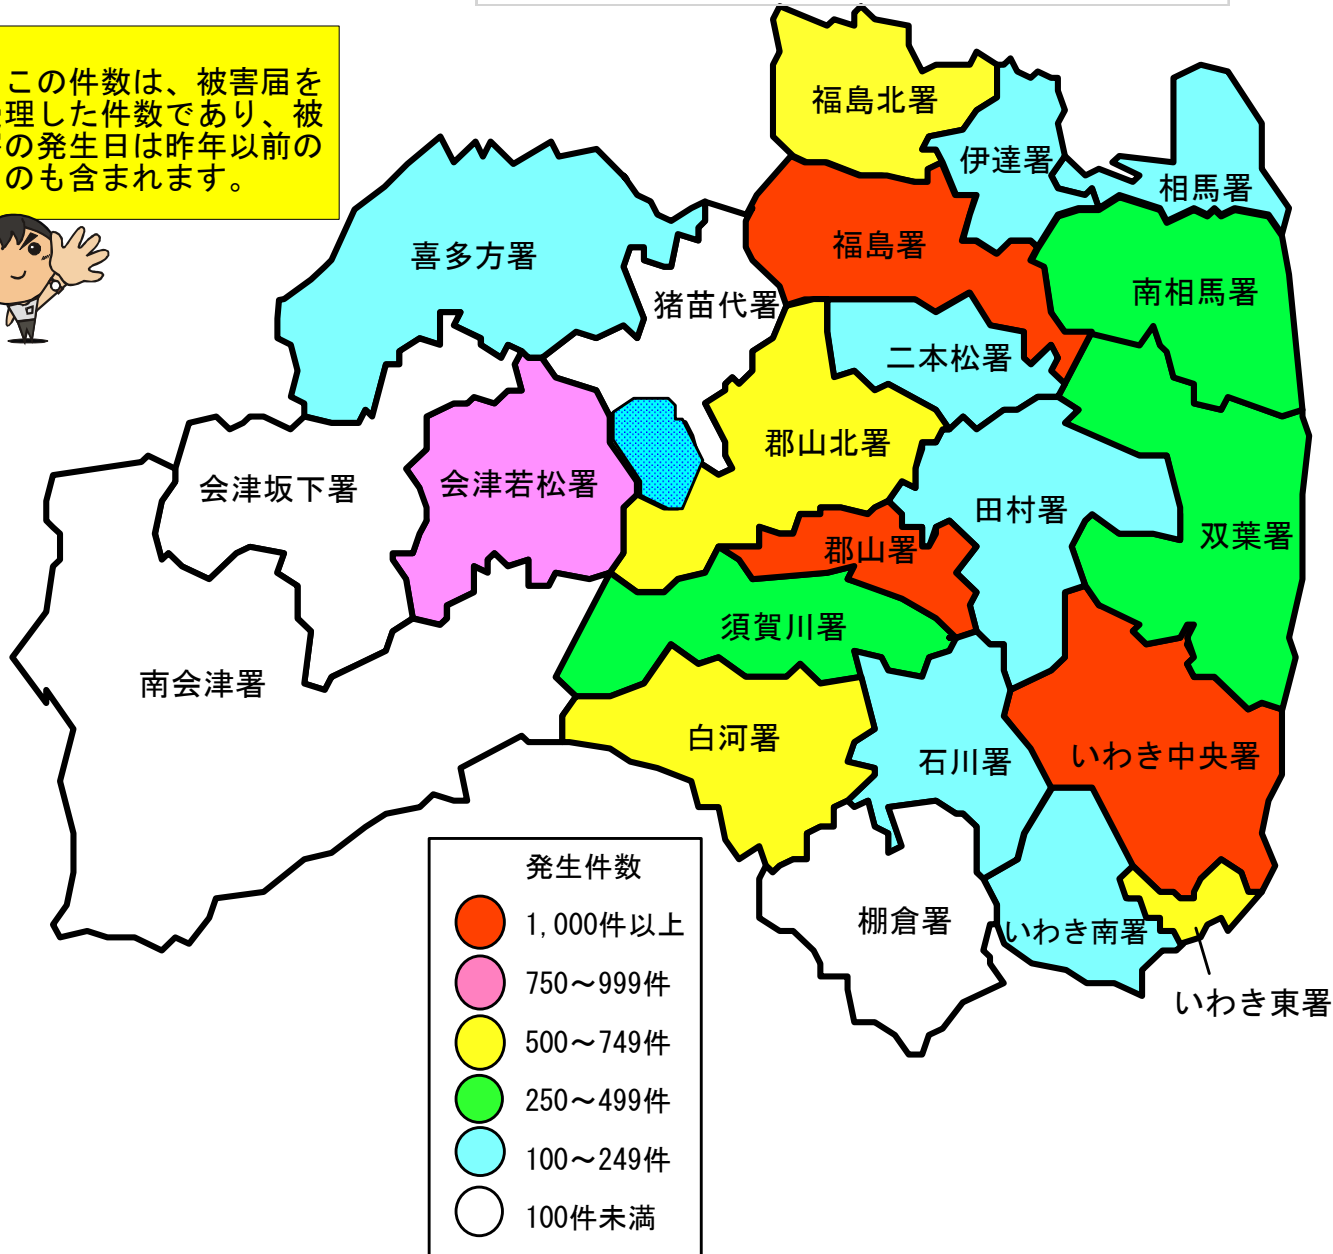 この件数は、被害届を
理した件数であり、被
の発生日は昨年以前の
のも含まれます。
福島北署
伊達署
相馬署
福島署
喜多方署
南相馬署
猪苗代署
二本松署
郡山北署
会津坂下署
会津若松署
田村署
双葉署
郡山署
須賀川署
南会津署
白河署
石川署
いわき中央署
棚倉署
いわき南署
いわき東署
発生件数
1,000件以上
750～999件
500～749件
250～499件
100～249件
100件未満